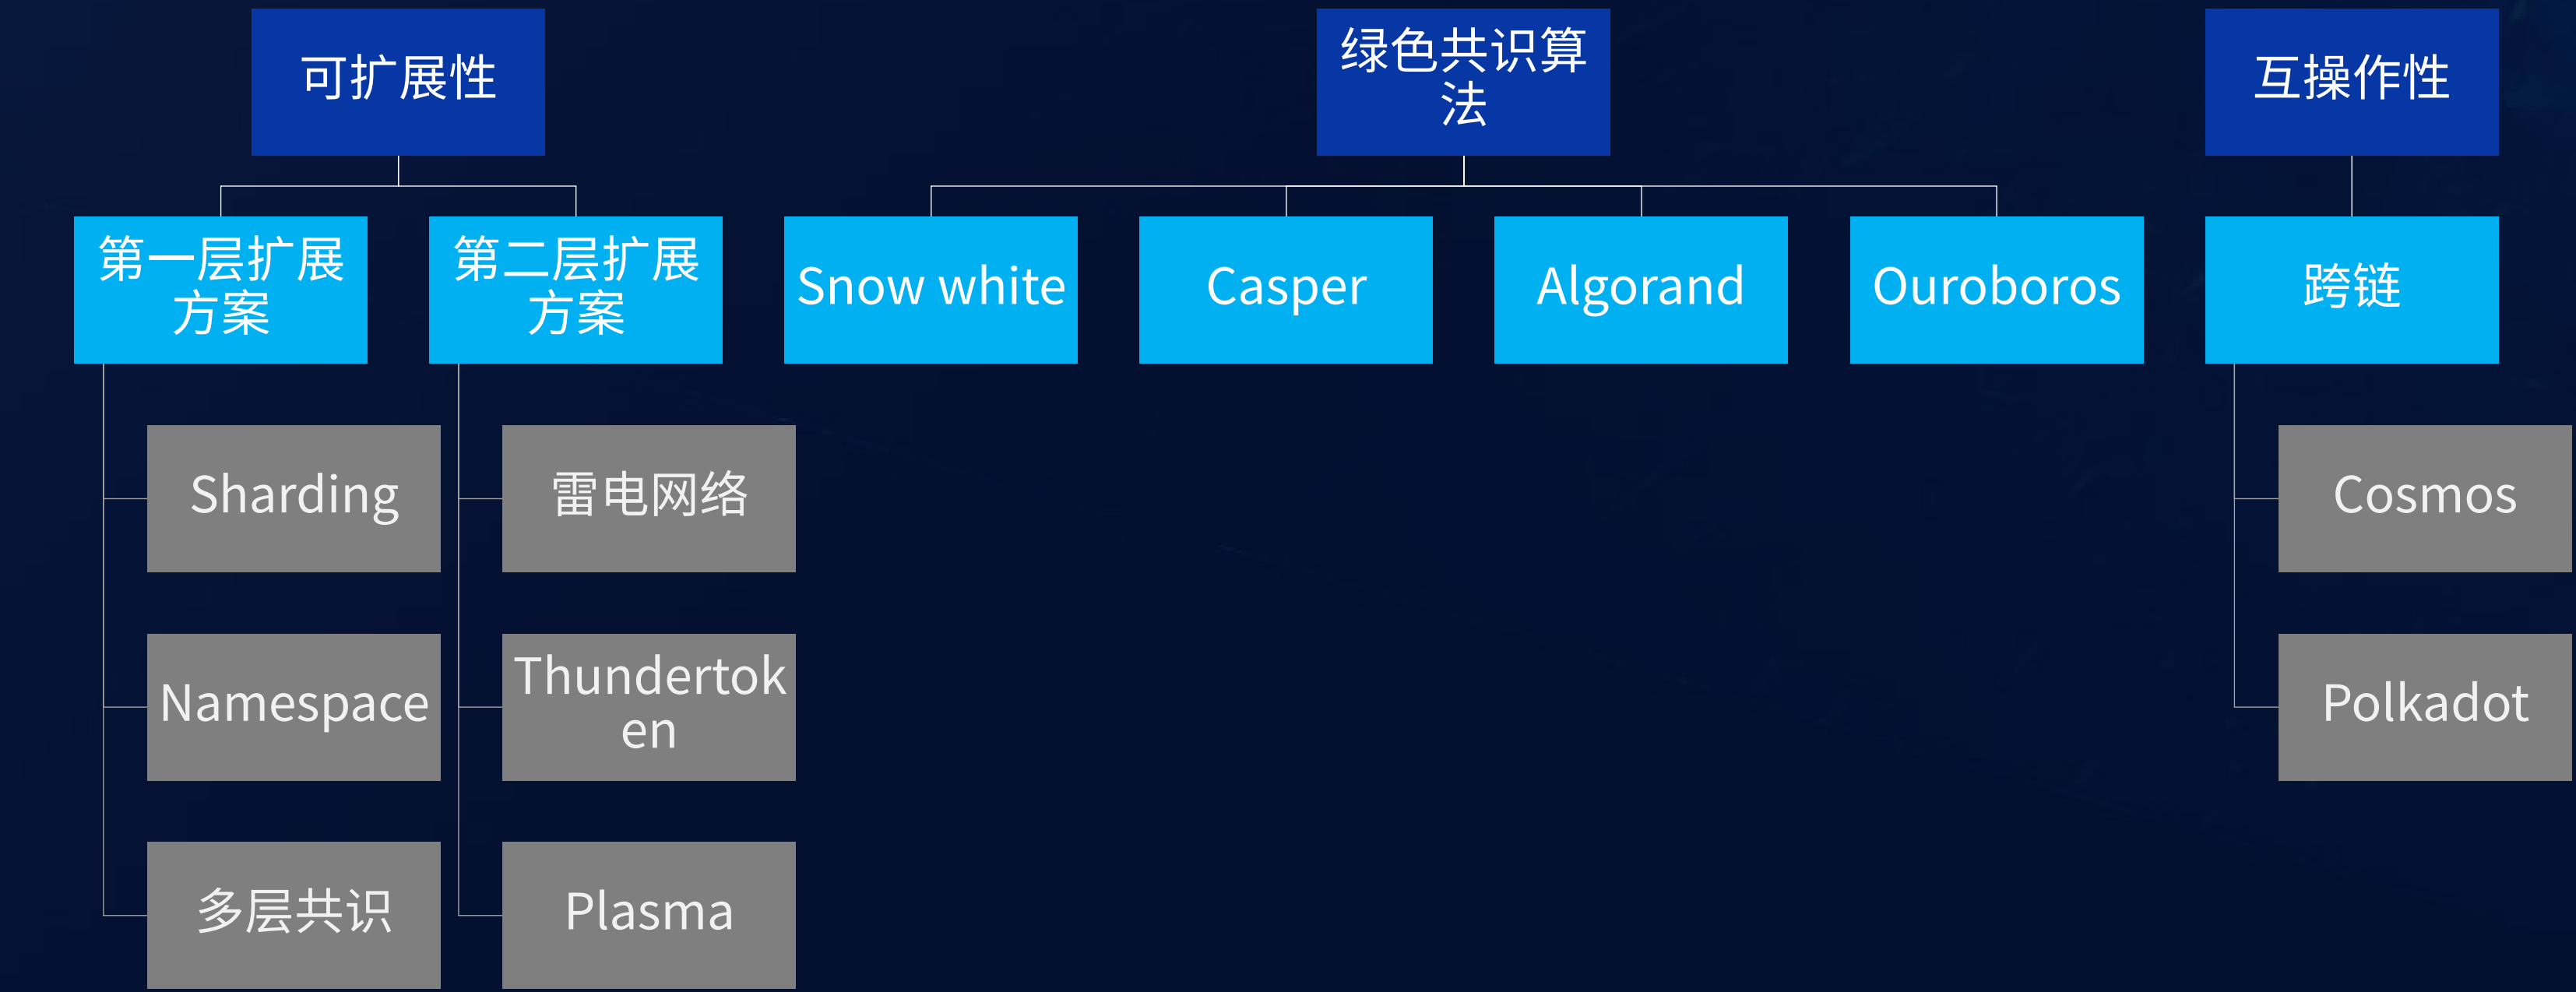 可扩展性
绿色共识算
法
互操作性
第一层扩展
方案
第二层扩展
方案
Snow white
Casper
Algorand
Ouroboros
跨链
Sharding
雷电网络
Cosmos
Namespace
Thundertok
en
Polkadot
多层共识
Plasma